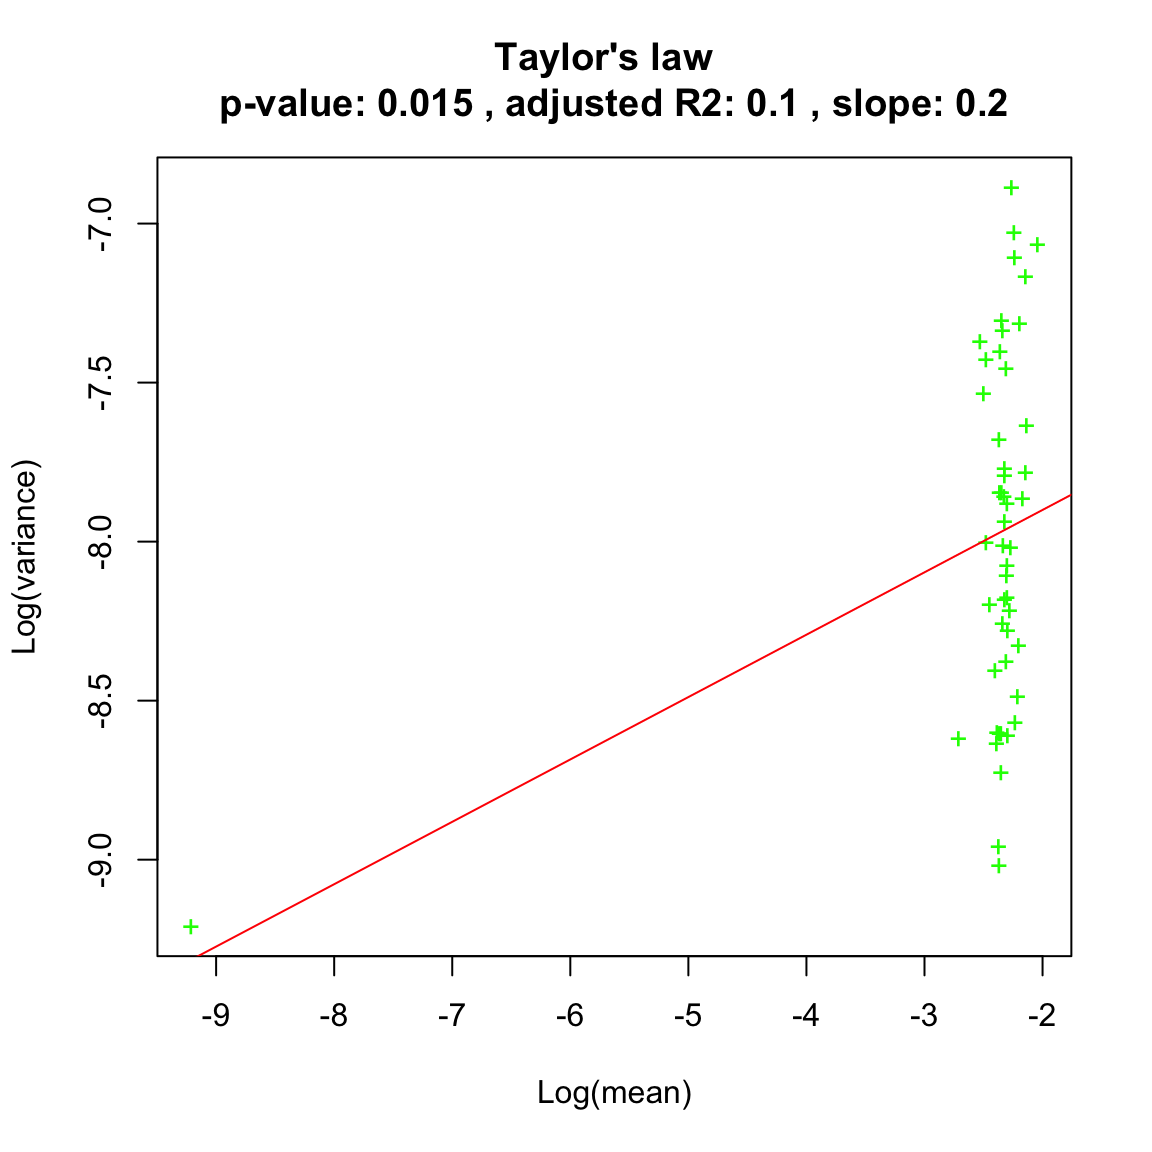 Taylor's law
p-value: 0.015 , adjusted R2: 0.1 , slope: 0.2
Log(variance)
-7.0
-7.5
-8.0
-8.5
-9.0
-9 -8 -7 -6 -5 -4 -3 -2
Log(mean)